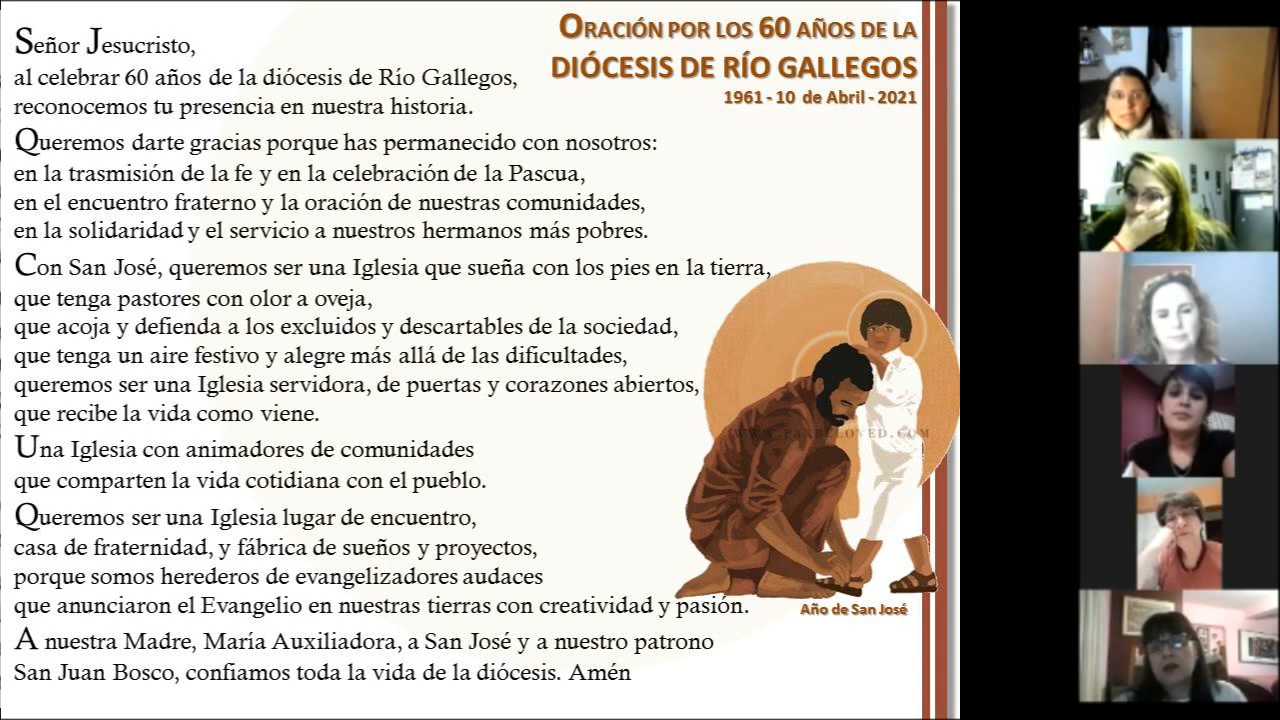 ORACIÓN POR LOS 60 AÑOS DE LA
DIÓCESIS DE RÍO GALLEGOS
1961 - 10 de Abril - 2021
Señor Jesucristo,
al celebrar 60 años de la diócesis de Río Gallegos,
reconocemos tu presencia en nuestra historia.
Queremos darte gracias porque has permanecido con nosotros:
en la trasmisión de la fe y en la celebración de la Pascua,
en el encuentro fraterno y la oración de nuestras comunidades,
en la solidaridad y el servicio a nuestros hermanos más pobres.
Con San José, queremos ser una Iglesia que sueña con los pies en la tierra,
que tenga pastores con olor a oveja,
que acoja y defienda a los excluidos y descartables de la sociedad,
que tenga un aire festivo y alegre más allá de las dificultades,
queremos ser una Iglesia servidora, de puertas y corazones abiertos,
que recibe la vida como viene.
Una Iglesia con animadores de comunidades
que comparten la vida cotidiana con el pueblo.
Queremos ser una Iglesia lugar de encuentro,
casa de fraternidad, y fábrica de sueños y proyectos,
porque somos herederos de evangelizadores audaces
que anunciaron el Evangelio en nuestras tierras con creatividad y pasión.
A nuestra Madre, María Auxiliadora, a San José y a nuestro patrono
San Juan Bosco, confiamos toda la vida de la diócesis. Amén
WWW.PAXBELOVED.COM
Año de San José